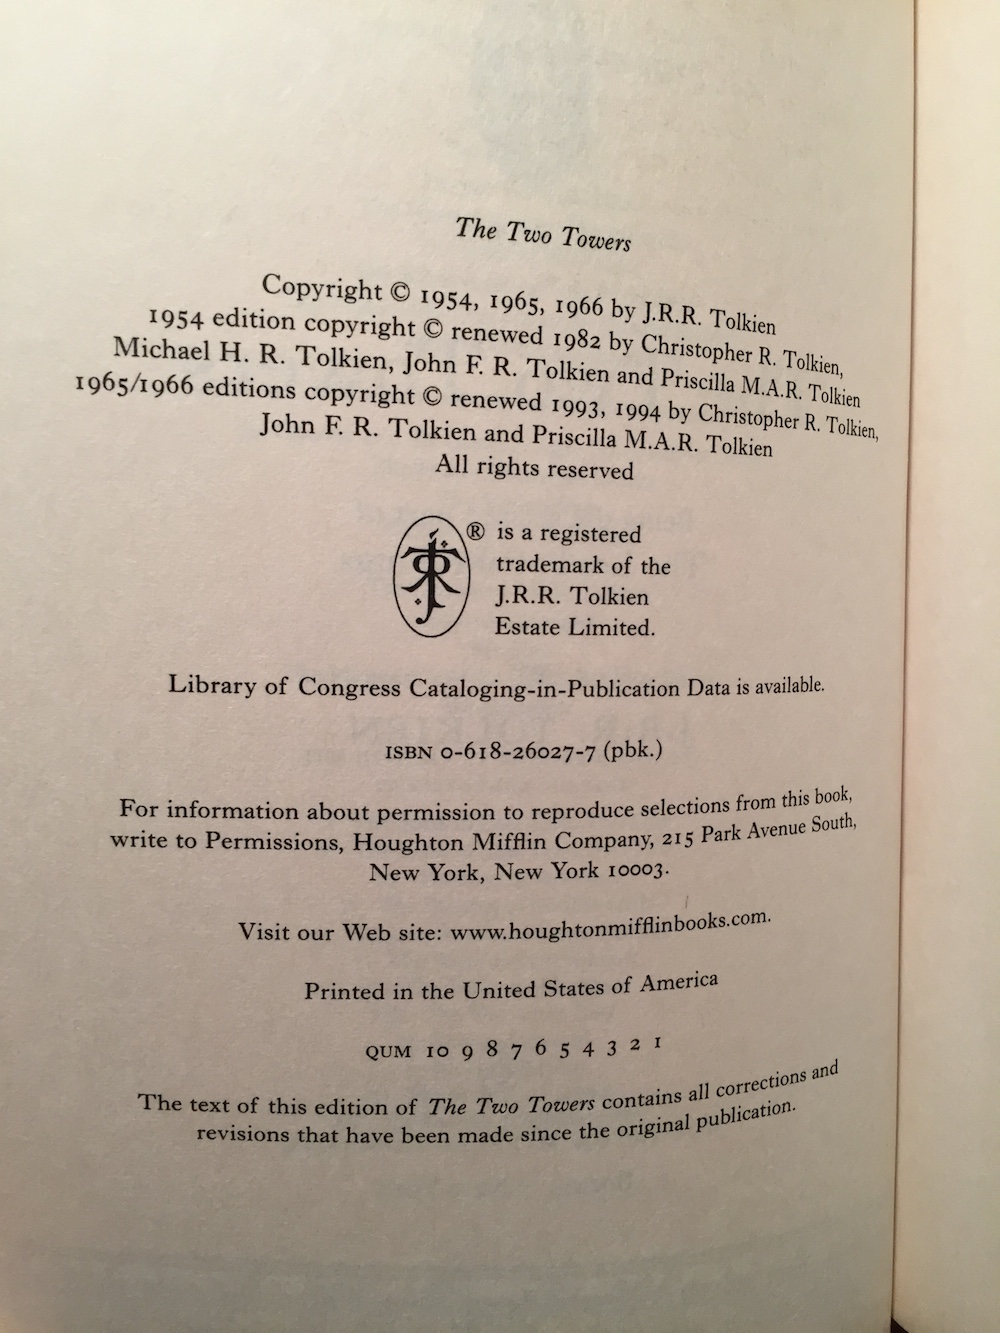 The Two Towers
Copyright © 1954, 1965, 1966 by J.R.R. Tolkien
1954 edition copyright © renewed 1982 by Christopher R. Tolkien,
Michael H. R. Tolkien, John F. R. Tolkien and Priscilla M.A.R. Tolkien
1965/1966 editions copyright © renewed 1993, 1994 by Christopher R. Tolkien,
John F. R. Tolkien and Priscilla M.A.R. Tolkien
All rights reserved
® is a registered
trademark of the
J.R.R. Tolkien
Estate Limited.
Library of Congress Cataloging-in-Publication Data is available.
ISBN 0-618-26027-7 (pbk.)
For information about permission to reproduce selections from this book,
write to Permissions, Houghton Mifflin Company, 215 Park Avenue South,
New York, New York 10003.
Visit our Web site: www.houghtonmifflinbooks.com.
Printed in the United States of America
QUM 10 9 8 7 6 5 4 3 2 1
The text of this edition of The Two Towers contains all corrections and
revisions that have been made since the original publication.